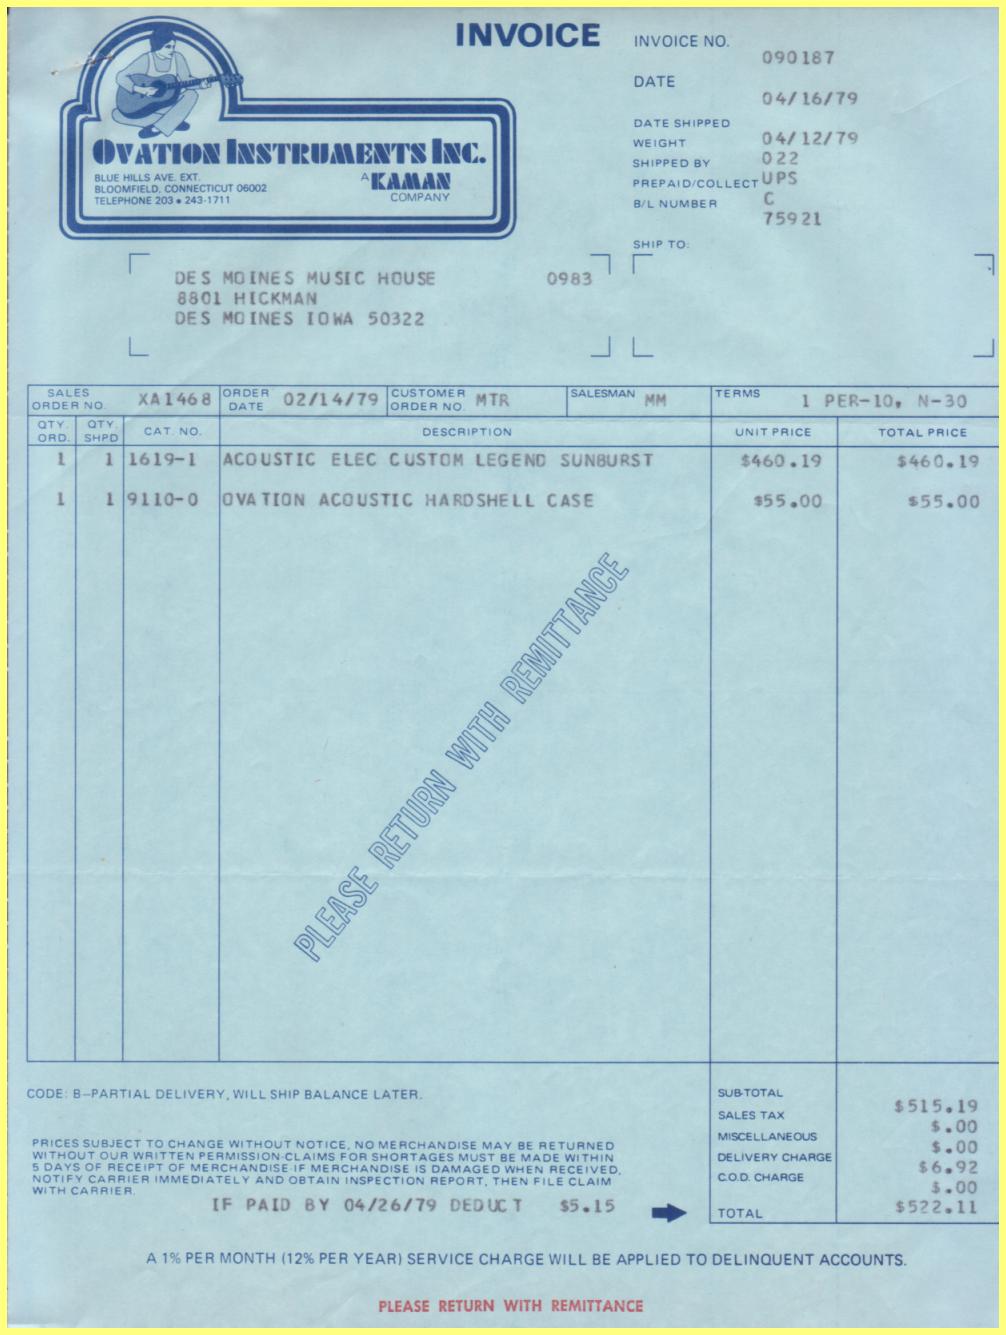 INVOICE
INVOICE NO.
090187
DATE
04/16/79
DATE SHIPPED
04/12/79
WEIGHT
022
SHIPPED BY
UPS
PREPAID/COLLECT
C
B/L NUMBER
75921
OVATION INSTRUMENTS INC.
BLUE HILLS AVE. EXT.
BLOOMFIELD, CONNECTICUT 06002
TELEPHONE 203 • 243-1711
A KAMAN
COMPANY
SHIP TO:
DES MOINES MUSIC HOUSE 0983
8801 HICKMAN
DES MOINES IOWA 50322
SALES ORDER NO. XA1468 ORDER DATE 02/14/79 CUSTOMER ORDER NO. MTR SALESMAN MM TERMS 1 PER-10, N-30
QTY. ORD. QTY. SHPD CAT. NO. DESCRIPTION UNIT PRICE TOTAL PRICE
1 1 1619-1 ACOUSTIC ELEC CUSTOM LEGEND SUNBURST $460.19 $460.19
1 1 9110-0 OVATION ACOUSTIC HARDSHELL CASE $55.00 $55.00
PLEASE RETURN WITH REMITTANCE
CODE: B—PARTIAL DELIVERY, WILL SHIP BALANCE LATER.
SUB-TOTAL $515.19
SALES TAX $.00
MISCELLANEOUS $.00
DELIVERY CHARGE $6.92
C.O.D. CHARGE $.00
TOTAL $522.11
PRICES SUBJECT TO CHANGE WITHOUT NOTICE, NO MERCHANDISE MAY BE RETURNED
WITHOUT OUR WRITTEN PERMISSION-CLAIMS FOR SHORTAGES MUST BE MADE WITHIN
5 DAYS OF RECEIPT OF MERCHANDISE-IF MERCHANDISE IS DAMAGED WHEN RECEIVED,
NOTIFY CARRIER IMMEDIATELY AND OBTAIN INSPECTION REPORT, THEN FILE CLAIM
WITH CARRIER.
IF PAID BY 04/26/79 DEDUCT $5.15
A 1% PER MONTH (12% PER YEAR) SERVICE CHARGE WILL BE APPLIED TO DELINQUENT ACCOUNTS.
PLEASE RETURN WITH REMITTANCE